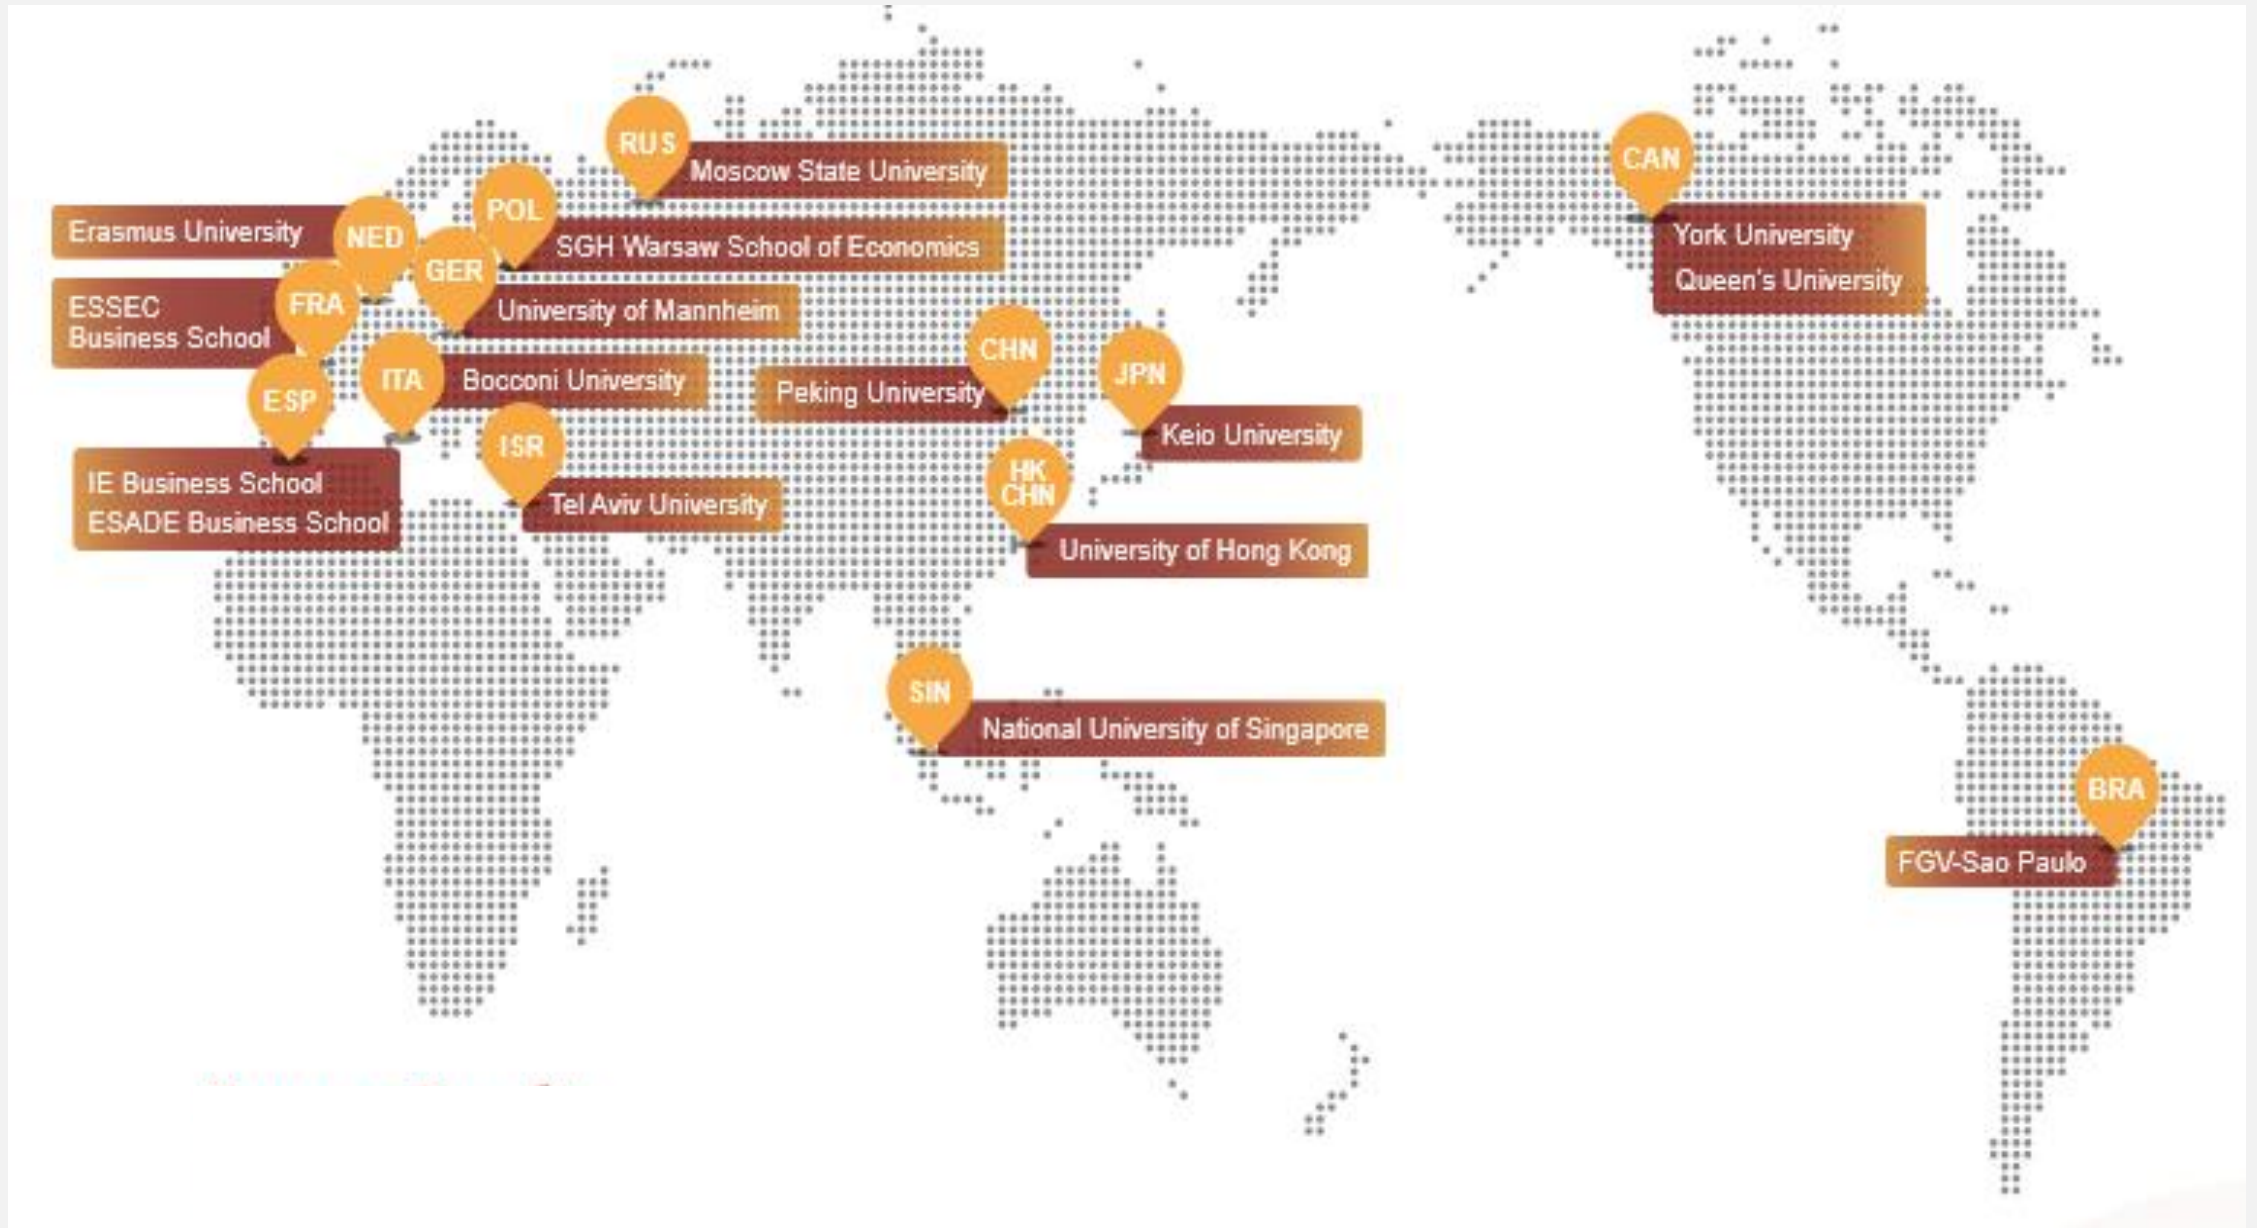 RUS
Moscow State University
CAN
York University
Queen's University
POL
SGH Warsaw School of Economics
Erasmus University
NED
GER
University of Mannheim
ESSEC
Business School
FRA
ITA
Bocconi University
CHN
Peking University
JPN
Keio University
ESP
IE Business School
ESADE Business School
ISR
Tel Aviv University
HK
CHN
University of Hong Kong
SIN
National University of Singapore
BRA
FGV-Sao Paulo